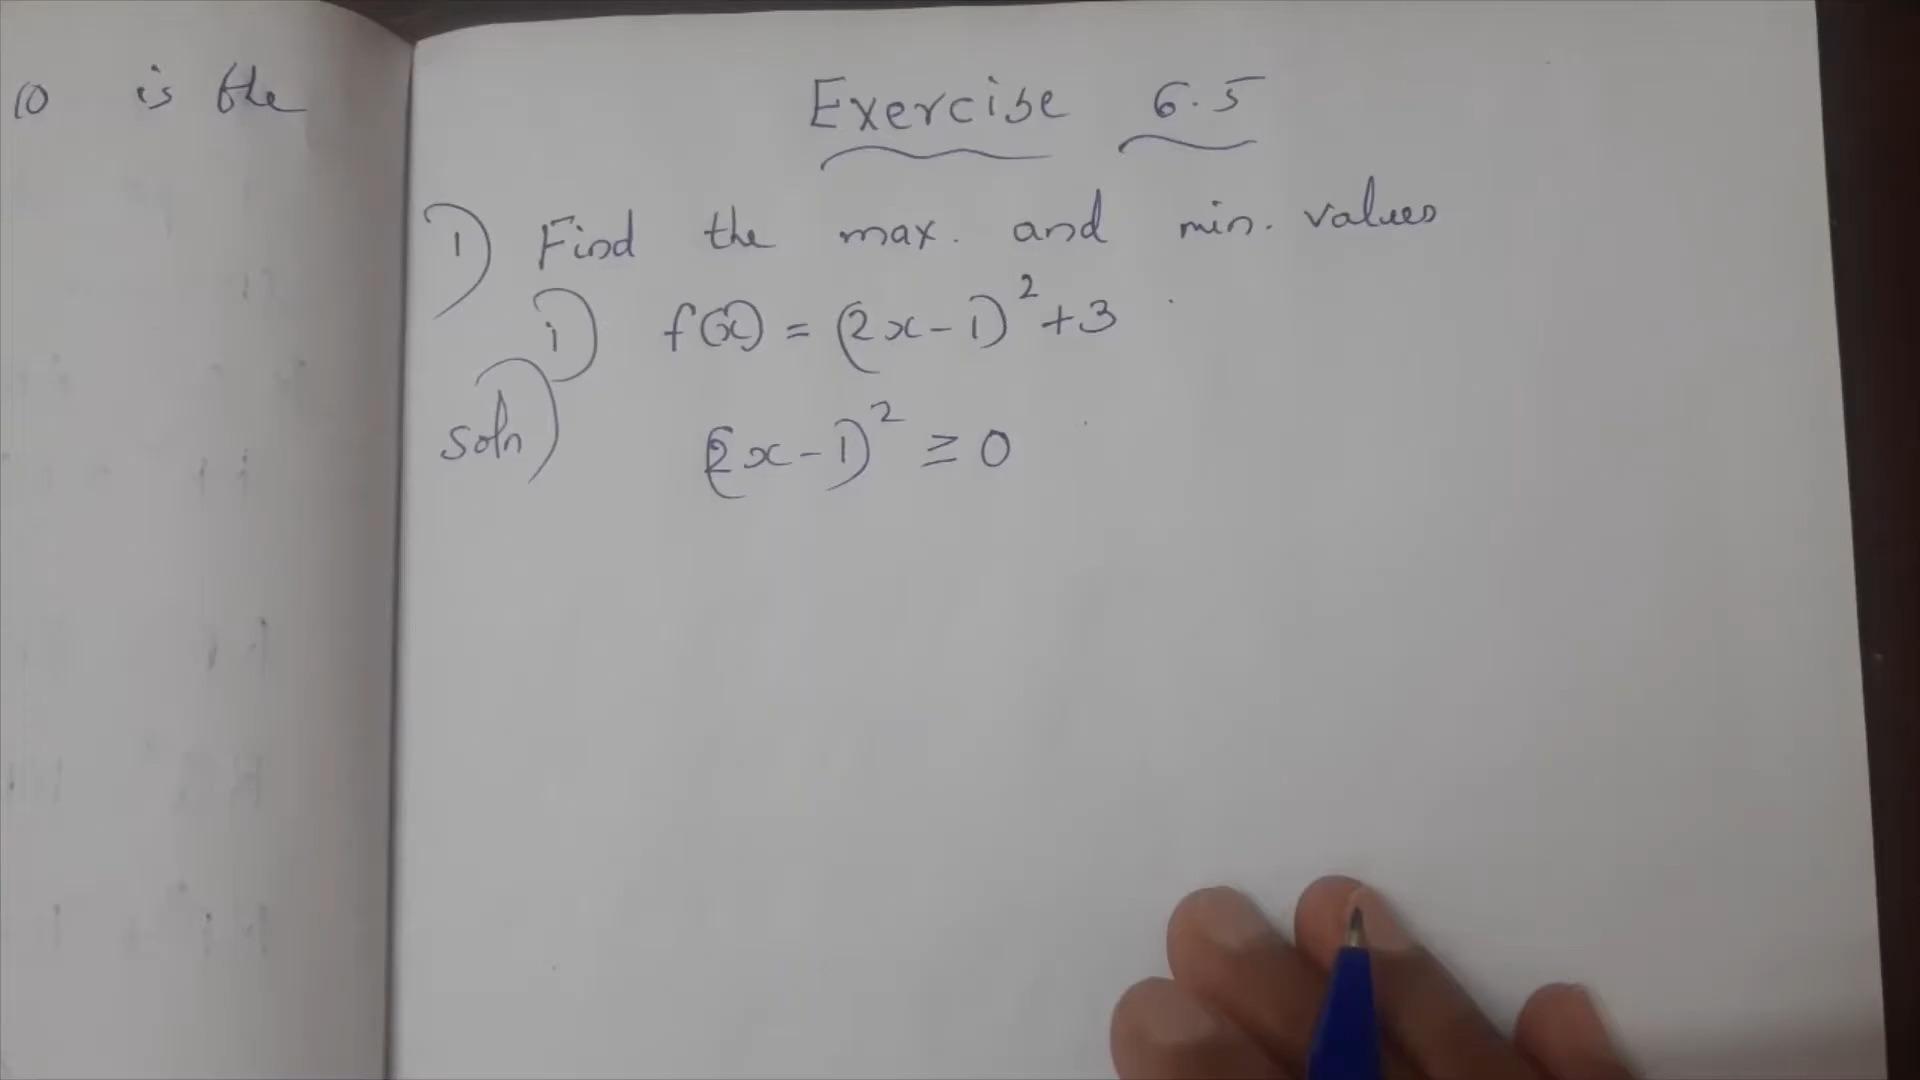 10 is the
Exercise 6.5
1) Find the max. and min. values
i) f(x) = (2x-1)² +3
soln) (2x-1)² ≥ 0